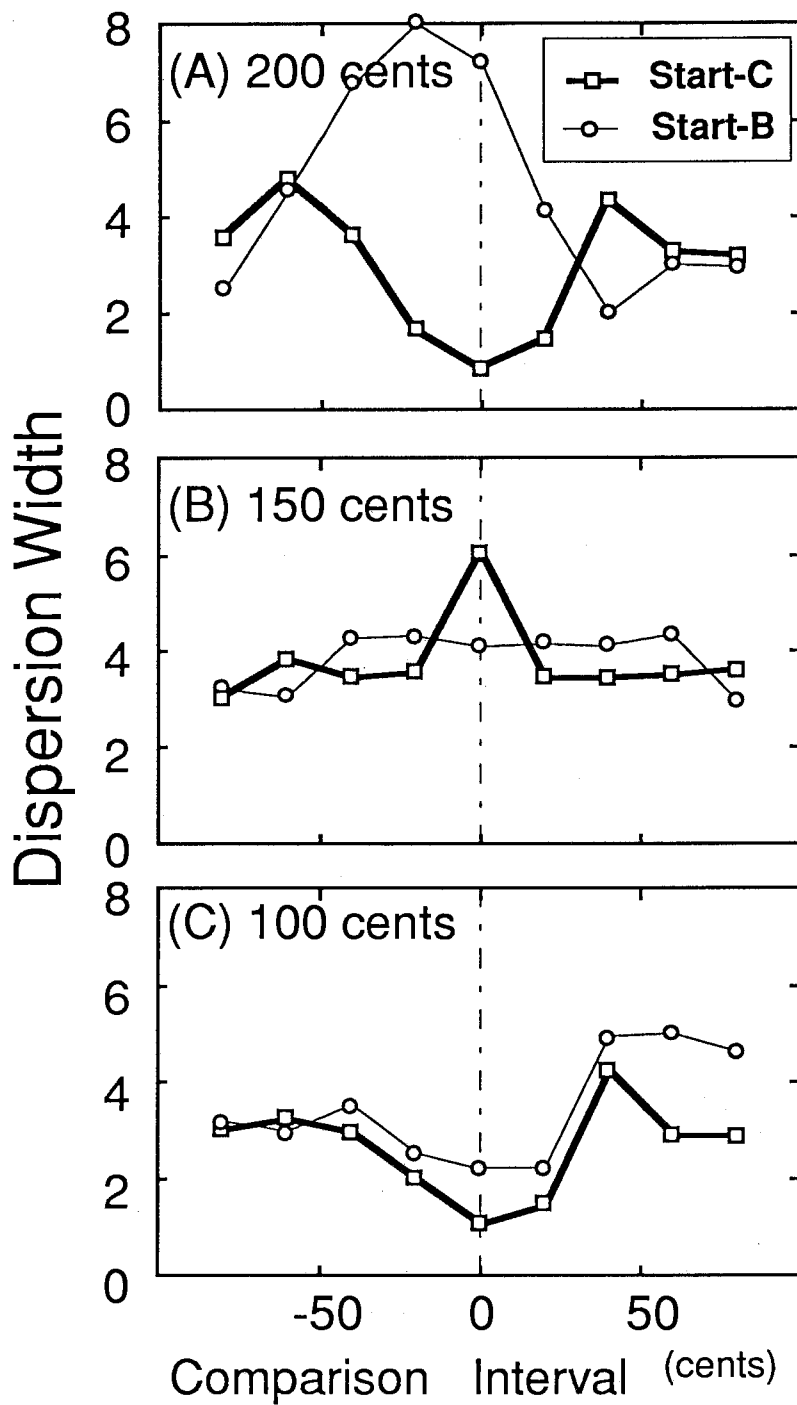 8
(A) 200 cents
Start-C
Start-B
6
4
2
0
8
(B) 150 cents
6
4
2
0
8
(C) 100 cents
6
4
2
0
Dispersion Width
-50 0 50
Comparison Interval (cents)